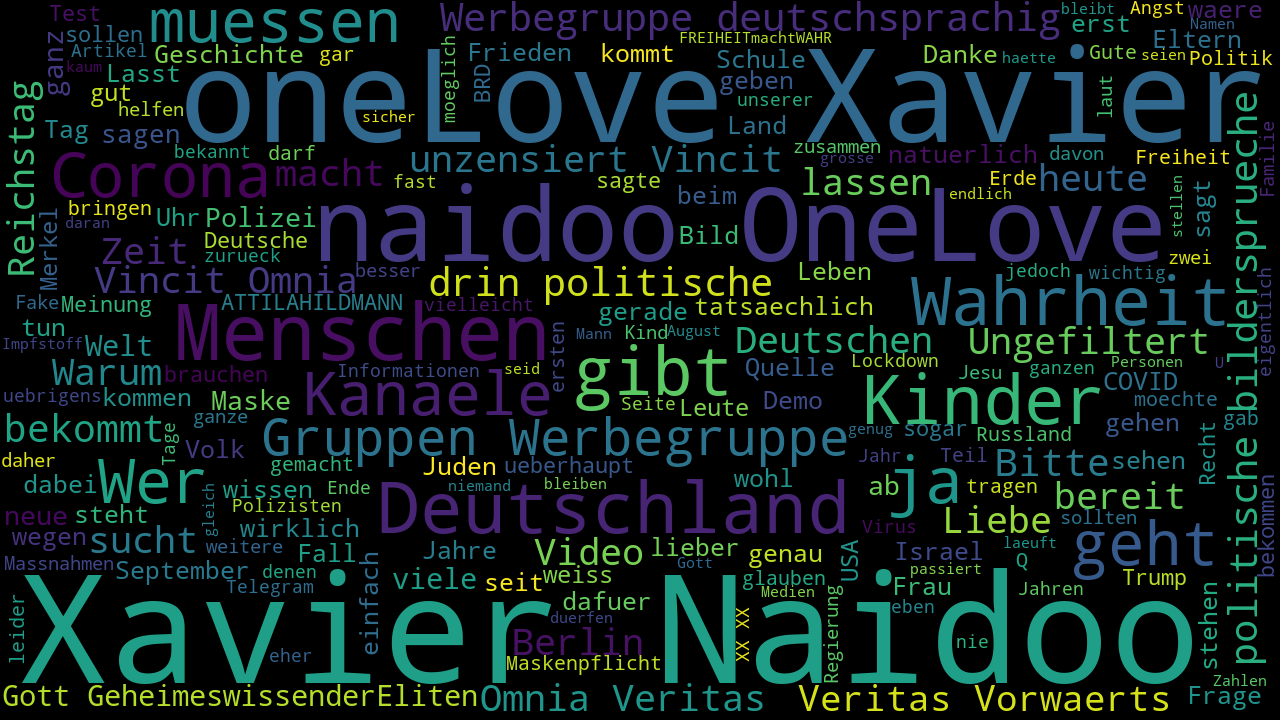 Test sollen muessen Werbegruppe deutschsprachig bleibt erst Angst waere
ganz Artikel Geschichte gar FREIHEITmachtWAHR Namen Eltern
kaum Lasst oneLove Xavier moeglich Frieden BRD kommt Schule Danke haette Gute seien Politik
gut helfen sicher geben unserer laut
Reichstag Tag sagen Land
bekannt darf unzensiert Vincit zusammen grosse natuerlich davon Freiheit Familie
Corona macht fast sagte beim lassen Erde heute
bringen daran Uhr Polizei naidoo OneLove endlich stellen sagt
Merkel Zeit Deutsche zurueck Bild zwei
Vincit Omnia besser drin politische Leben jedoch wichtig
Fake Meinung ATTILAHILDMANN vielleicht gerade tatsaechlich Wahrheit eigentlich
tun Menschen Mann Kind August Deutschen Ungefiltert
Impfstoff Welt ersten gibt Lockdown Personen U
Warum brauchen Informationen seid Quelle Jesu ganzen COVID
uebrigens kommen Maske Kanaele Seite Leute Demo Kinder moechte
bekommt Tage ganze Gruppen Werbegruppe genug sogar Russland gehen gab
daher Volk gemacht Juden ueberhaupt wohl Jahr Teil Bitte sehen Recht politische bildersprueche
dabei Wer gleich wissen Ende niemand bleiben ab ja tragen bereit bekommen
neue steht Polizisten Deutschland Virus Liebe sollten
wegen sucht wirklich weitere Jahre Video lieber genau USA Israel laeuft geht
Massnahmen September Fall denen einfach viele seit weiss Gott glauben passiert Q Trump
leider Telegram dafuer Medien Frau Jahren
Xavier Naidoo duerfen eben stehen
eher Berlin XX XX Regierung nie
Maskenpflicht Zahlen
Gott GeheimeswissenderEliten Omnia Veritas Veritas Vorwaerts Frage